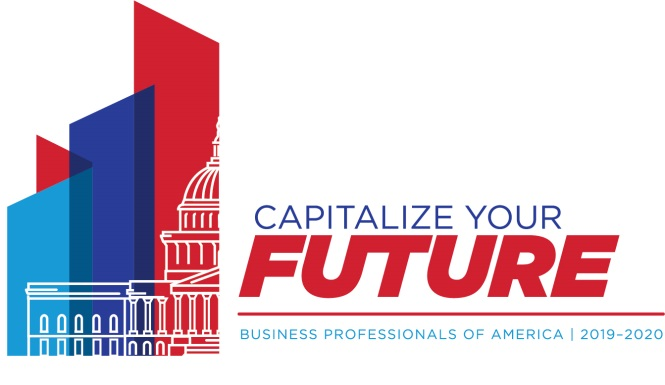 CAPITALIZE YOUR
FUTURE
BUSINESS PROFESSIONALS OF AMERICA | 2019–2020